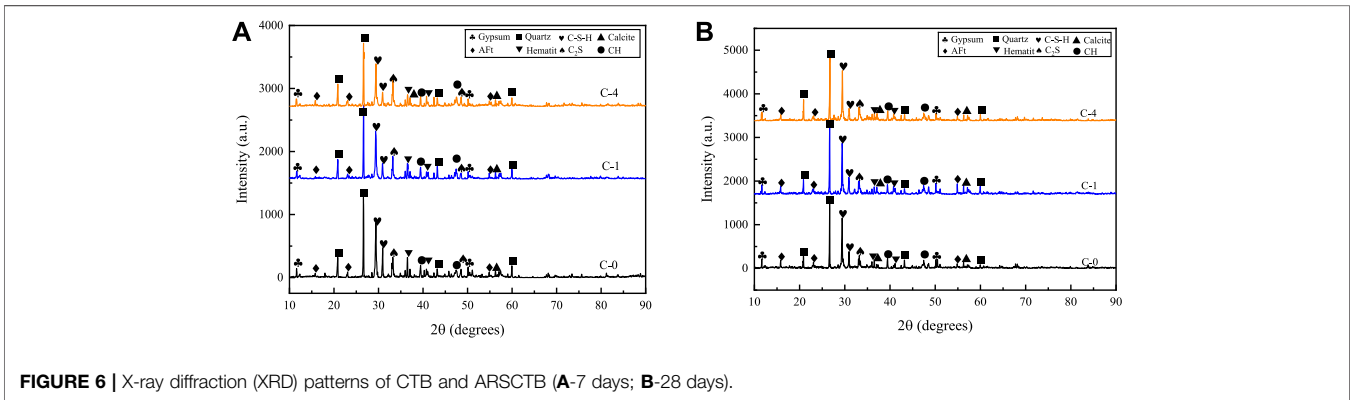 A
4000
3000
2000
1000
0
Intensity (a.u.)
♣ Gypsum ■ Quartz ♥ C-S-H ▲ Calcite
♦ AFt ▼ Hematit ♠ C₂S ● CH
C-4
C-1
C-0
10 20 30 40 50 60 70 80 90
2θ (degrees)
B
5000
4000
3000
2000
1000
0
Intensity (a.u.)
♣ Gypsum ■ Quartz ♥ C-S-H ▲ Calcite
♦ AFt ▼ Hematit ♠ C₂S ● CH
C-4
C-1
C-0
10 20 30 40 50 60 70 80 90
2θ (degrees)
FIGURE 6 | X-ray diffraction (XRD) patterns of CTB and ARSCTB (A-7 days; B-28 days).